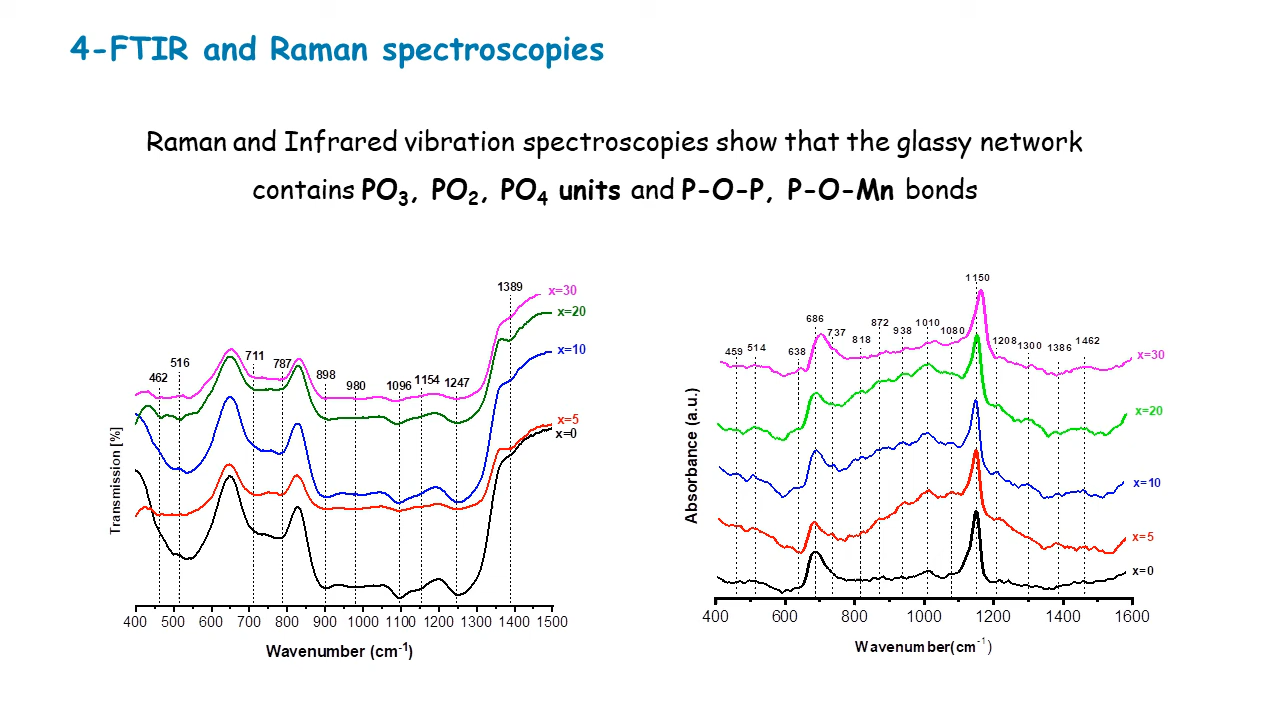 4-FTIR and Raman spectroscopies
Raman and Infrared vibration spectroscopies show that the glassy network
contains PO₃, PO₂, PO₄ units and P-O-P, P-O-Mn bonds
1389
x=30
x=20
x=10
x=5
x=0
462
516
711
787
898
980
1096
1154
1247
Transmission [%]
400 500 600 700 800 900 1000 1100 1200 1300 1400 1500
Wavenumber (cm⁻¹)
1150
686
737
872
938
1010
1080
1208
1300
1386
1462
459
514
638
818
x=30
x=20
x=10
x=5
x=0
Absorbance (a.u.)
400 600 800 1000 1200 1400 1600
Wavenumber(cm⁻¹)